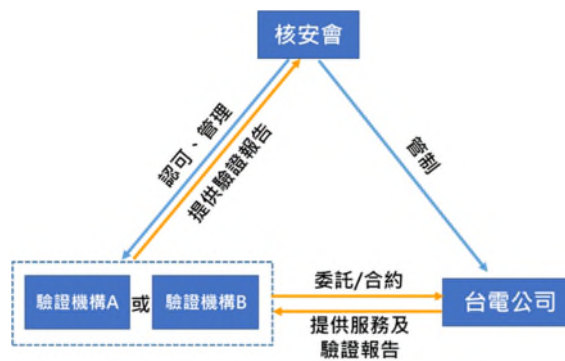 核安會
認可、管理
提供驗證報告
管制
驗證機構A
或
驗證機構B
委託/合約
提供服務及
驗證報告
台電公司